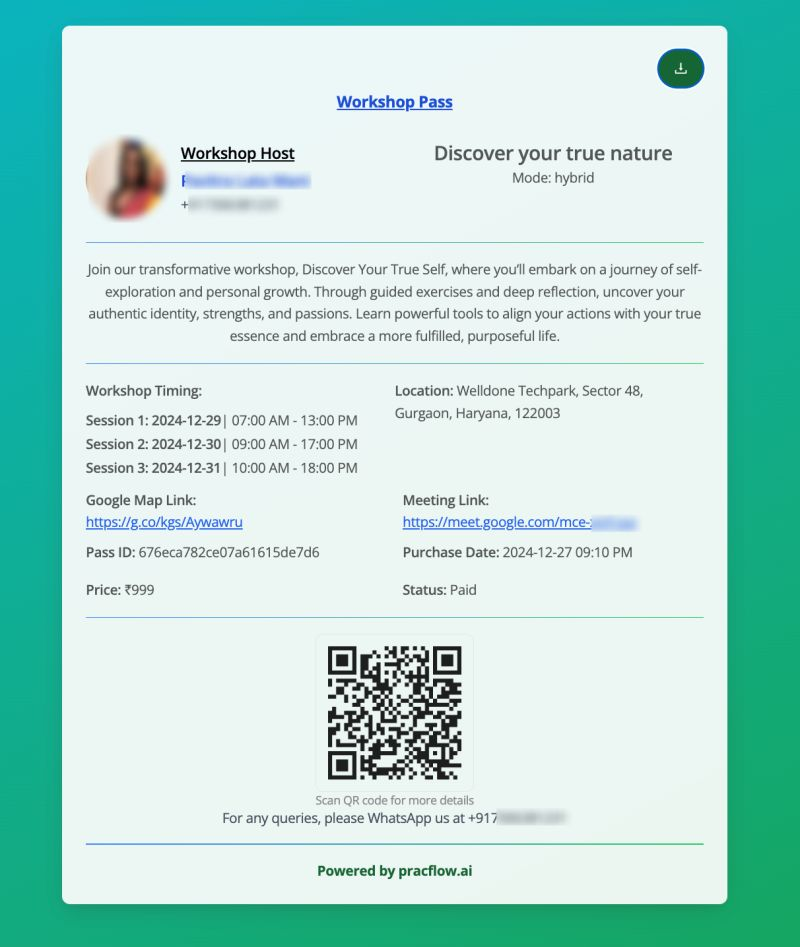 Workshop Pass
Workshop Host
Discover your true nature
Mode: hybrid
+
Join our transformative workshop, Discover Your True Self, where you’ll embark on a journey of self-
exploration and personal growth. Through guided exercises and deep reflection, uncover your
authentic identity, strengths, and passions. Learn powerful tools to align your actions with your true
essence and embrace a more fulfilled, purposeful life.
Workshop Timing:
Session 1: 2024-12-29| 07:00 AM - 13:00 PM
Session 2: 2024-12-30| 09:00 AM - 17:00 PM
Session 3: 2024-12-31| 10:00 AM - 18:00 PM
Location: Welldone Techpark, Sector 48,
Gurgaon, Haryana, 122003
Google Map Link:
https://g.co/kgs/Aywawru
Meeting Link:
https://meet.google.com/mce-
Pass ID: 676eca782ce07a61615de7d6
Purchase Date: 2024-12-27 09:10 PM
Price: ₹999
Status: Paid
Scan QR code for more details
For any queries, please WhatsApp us at +917
Powered by pracflow.ai